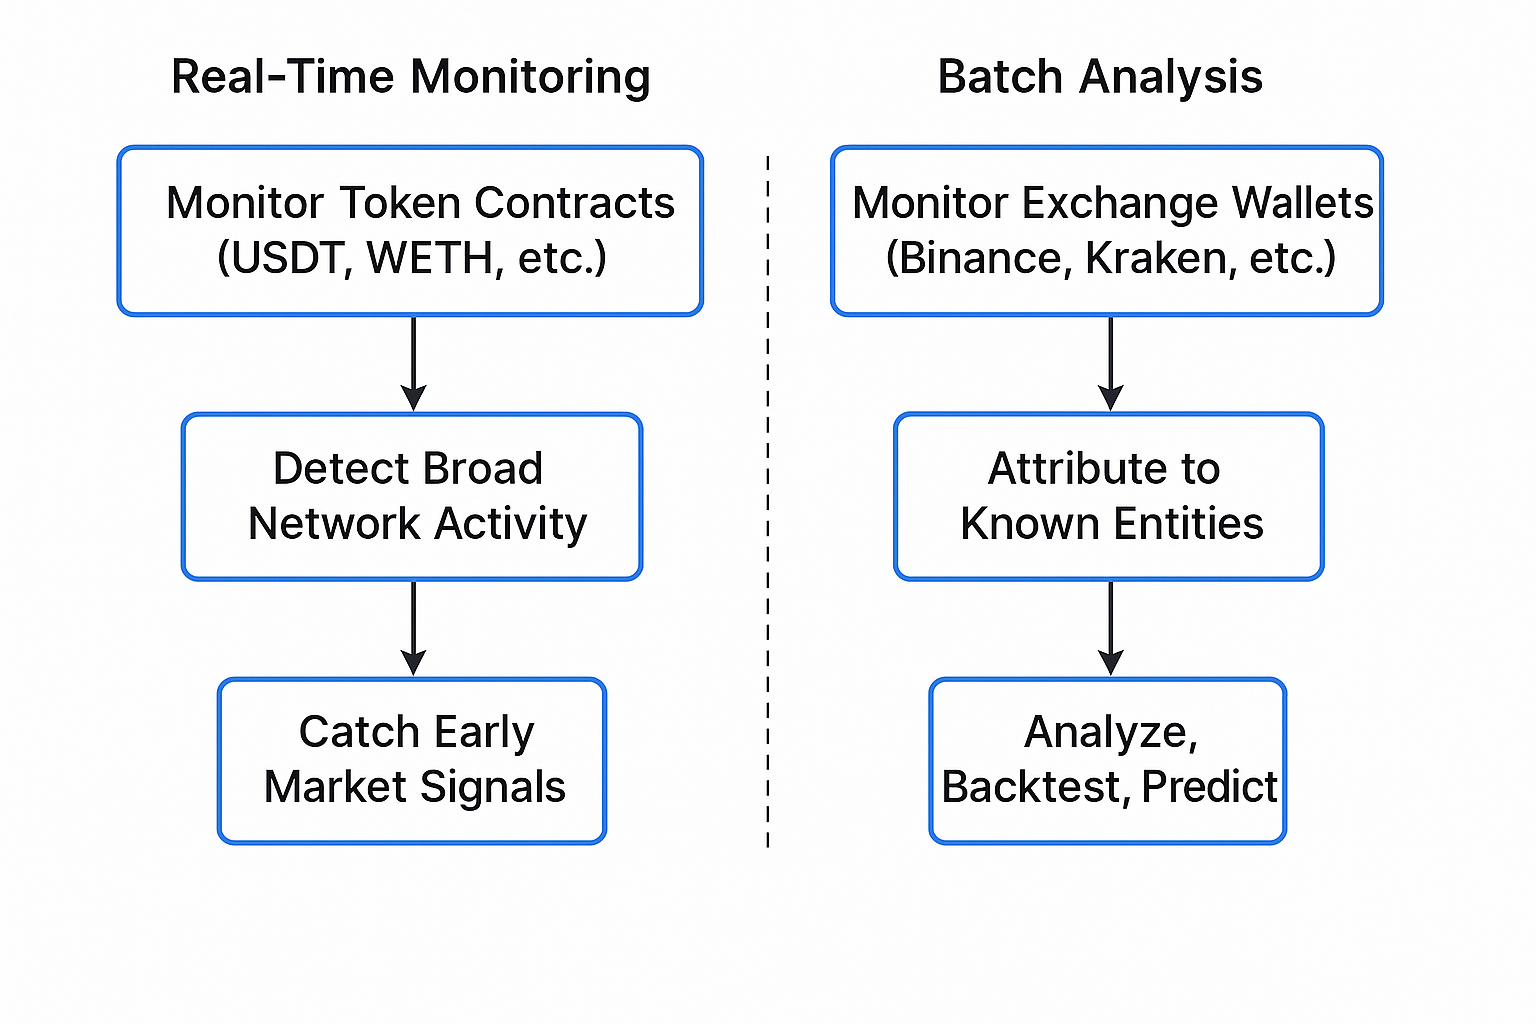 Real-Time Monitoring
Monitor Token Contracts
(USDT, WETH, etc.)
Detect Broad
Network Activity
Catch Early
Market Signals
Batch Analysis
Monitor Exchange Wallets
(Binance, Kraken, etc.)
Attribute to
Known Entities
Analyze,
Backtest, Predict